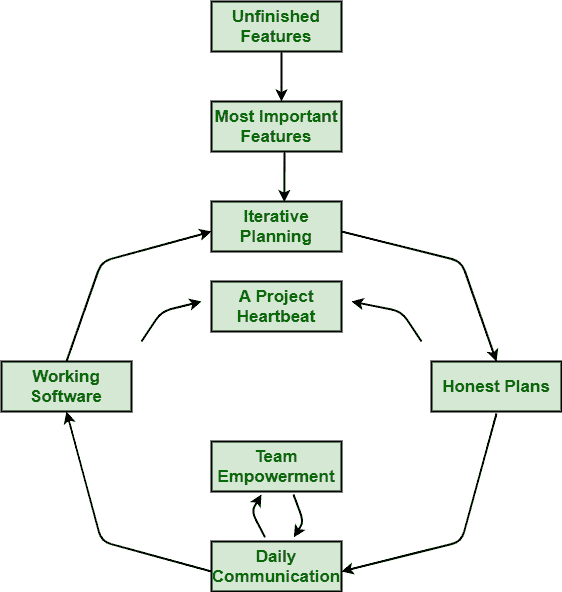 Unfinished
Features
Most Important
Features
Iterative
Planning
A Project
Heartbeat
Working
Software
Honest Plans
Team
Empowerment
Daily
Communication